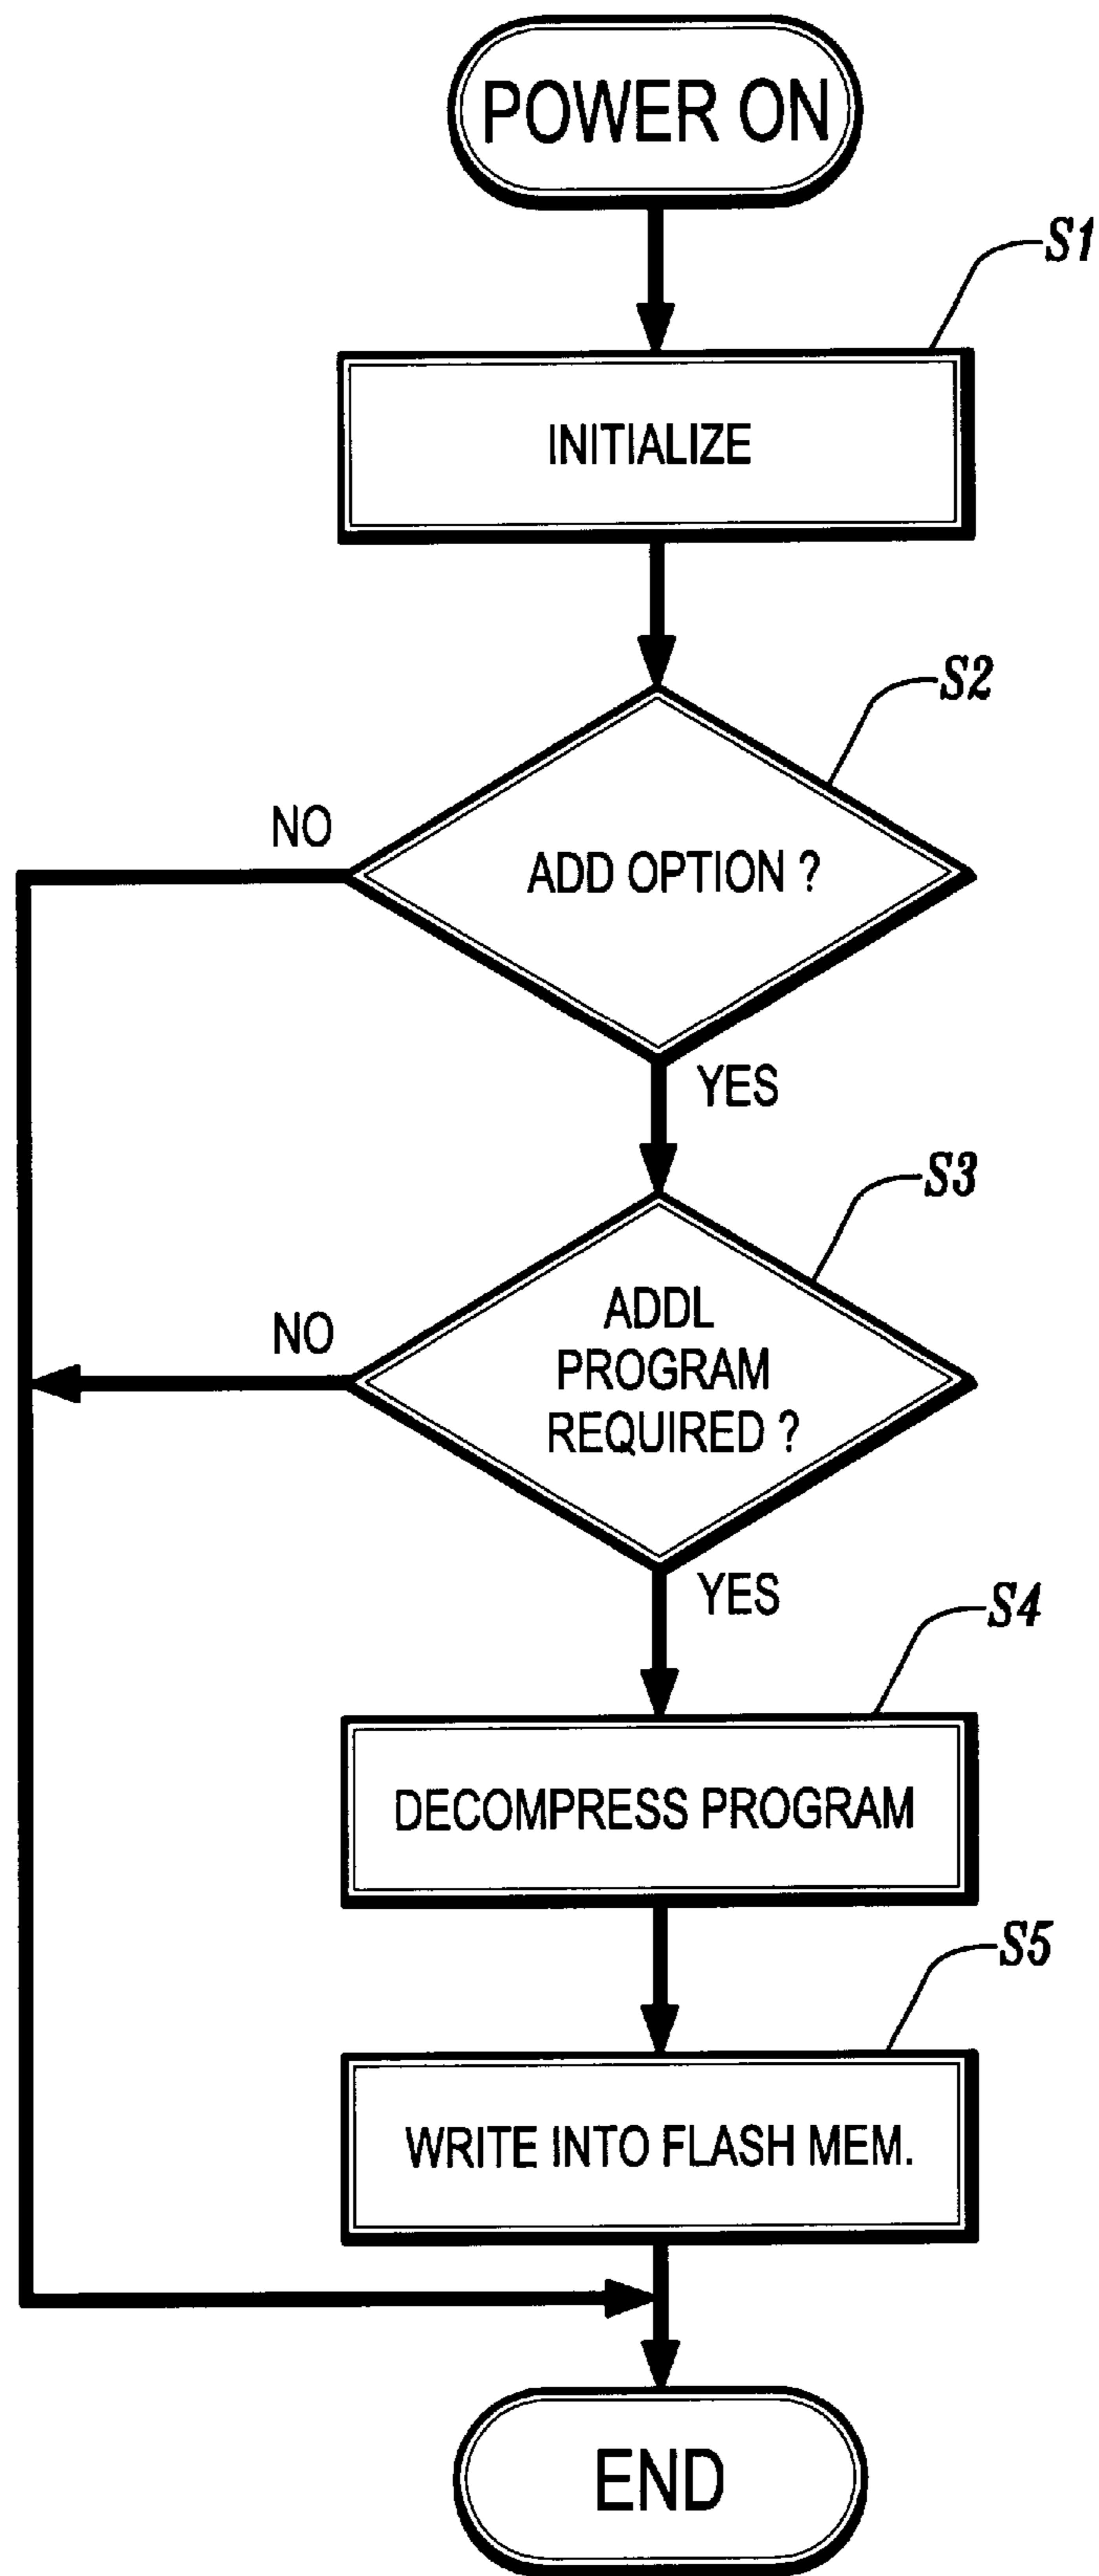 POWER ON
S1
INITIALIZE
S2
NO
ADD OPTION ?
YES
S3
NO
ADDL
PROGRAM
REQUIRED ?
YES
S4
DECOMPRESS PROGRAM
S5
WRITE INTO FLASH MEM.
END